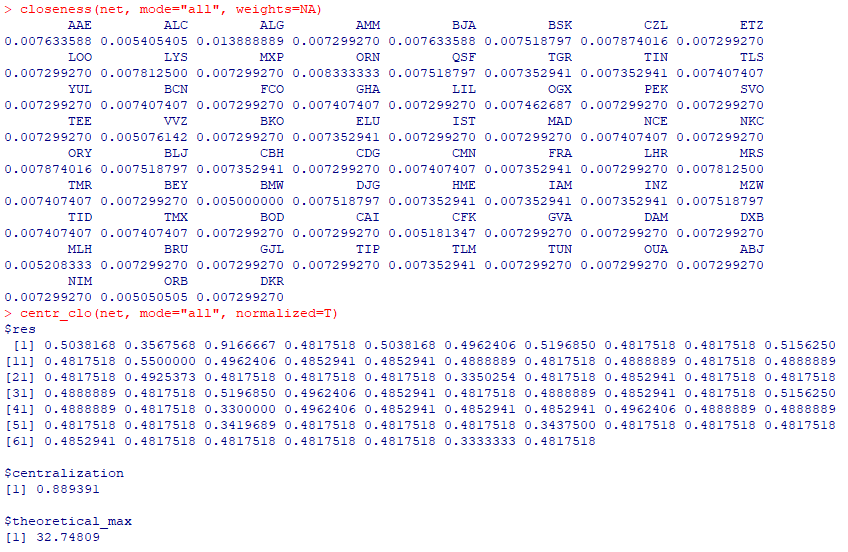 > closeness(net, mode="all", weights=NA)
AAE ALC ALG AMM BJA BSK CZL ETZ
0.007633588 0.005405405 0.013888889 0.007299270 0.007633588 0.007518797 0.007874016 0.007299270
LOO LYS MXP ORN QSF TGR TIN TLS
0.007299270 0.007812500 0.007299270 0.008333333 0.007518797 0.007352941 0.007352941 0.007407407
YUL BCN FCO GHA LIL OGX PEK SVO
0.007299270 0.007407407 0.007299270 0.007407407 0.007299270 0.007462687 0.007299270 0.007299270
TEE VVZ BKO ELU IST MAD NCE NKC
0.007299270 0.005076142 0.007299270 0.007352941 0.007299270 0.007299270 0.007407407 0.007299270
ORY BLJ CBH CDG CMN FRA LHR MRS
0.007874016 0.007518797 0.007352941 0.007299270 0.007407407 0.007352941 0.007299270 0.007812500
TMR BEY BMW DJG HME IAM INZ MZW
0.007407407 0.007299270 0.005000000 0.007518797 0.007352941 0.007352941 0.007352941 0.007518797
TID TMX BOD CAI CFK GVA DAM DXB
0.007407407 0.007407407 0.007299270 0.007299270 0.005181347 0.007299270 0.007299270 0.007299270
MLH BRU GJL TIP TLM TUN OUA ABJ
0.005208333 0.007299270 0.007299270 0.007299270 0.007352941 0.007299270 0.007299270 0.007299270
NIM ORB DKR
0.007299270 0.005050505 0.007299270
> centr_clo(net, mode="all", normalized=T)
$res
[1] 0.5038168 0.3567568 0.9166667 0.4817518 0.5038168 0.4962406 0.5196850 0.4817518 0.4817518 0.5156250
[11] 0.4817518 0.5500000 0.4962406 0.4852941 0.4852941 0.4888889 0.4817518 0.4888889 0.4817518 0.4888889
[21] 0.4817518 0.4925373 0.4817518 0.4817518 0.4817518 0.3350254 0.4817518 0.4852941 0.4817518 0.4817518
[31] 0.4888889 0.4817518 0.5196850 0.4962406 0.4852941 0.4817518 0.4888889 0.4852941 0.4817518 0.5156250
[41] 0.4888889 0.4817518 0.3300000 0.4962406 0.4852941 0.4852941 0.4852941 0.4962406 0.4888889 0.4888889
[51] 0.4817518 0.4817518 0.3419689 0.4817518 0.4817518 0.4817518 0.3437500 0.4817518 0.4817518 0.4817518
[61] 0.4852941 0.4817518 0.4817518 0.4817518 0.4817518 0.3333333 0.4817518
$centralization
[1] 0.889391
$theoretical_max
[1] 32.74809